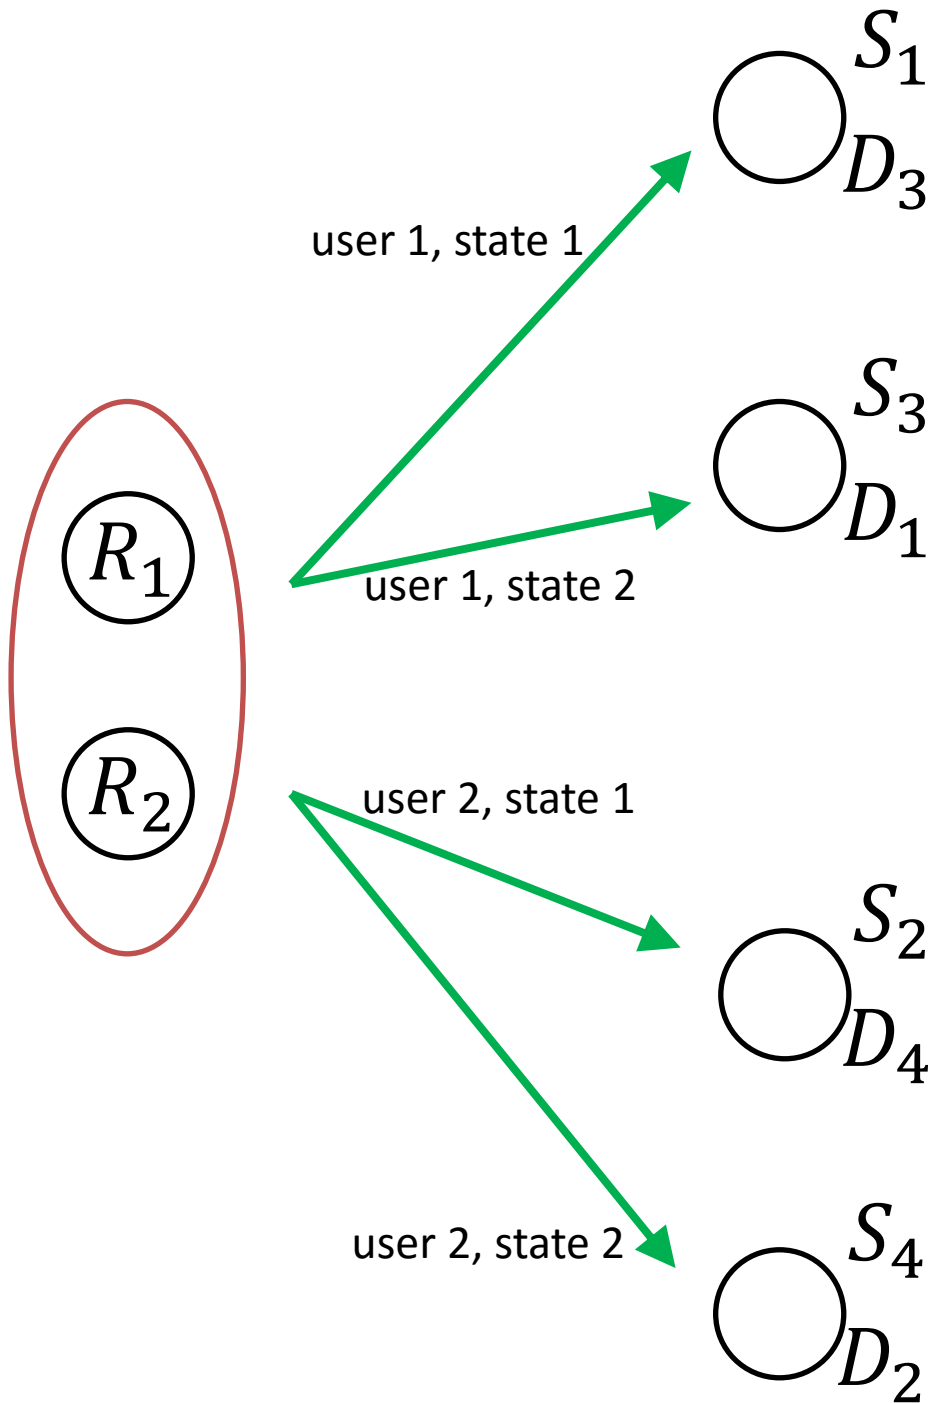 S₁
D₃
user 1, state 1
S₃
D₁
R₁
user 1, state 2
R₂
user 2, state 1
S₂
D₄
user 2, state 2
S₄
D₂